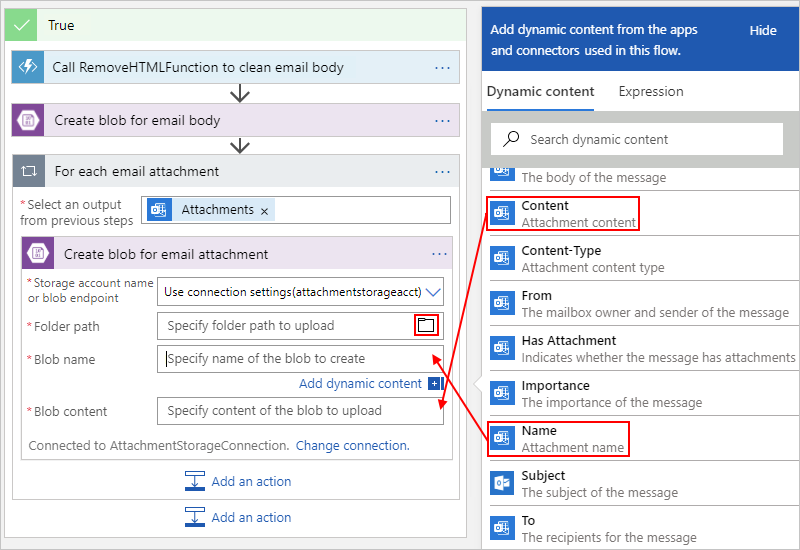 True
Call RemoveHTMLFunction to clean email body
...
Create blob for email body
...
For each email attachment
...
*Select an output
from previous steps
Attachments ×
Create blob for email attachment
...
*Storage account name
or blob endpoint
Use connection settings(attachmentstorageacct)
*Folder path
Specify folder path to upload
*Blob name
Specify name of the blob to create
Add dynamic content +
*Blob content
Specify content of the blob to upload
Connected to AttachmentStorageConnection. Change connection.
Add an action
Add an action
Add dynamic content from the apps
and connectors used in this flow.
Hide
Dynamic content
Expression
Search dynamic content
The body of the message
Content
Attachment content
Content-Type
Attachment content type
From
The mailbox owner and sender of the message
Has Attachment
Indicates whether the message has attachments
Importance
The importance of the message
Name
Attachment name
Subject
The subject of the message
To
The recipients for the message